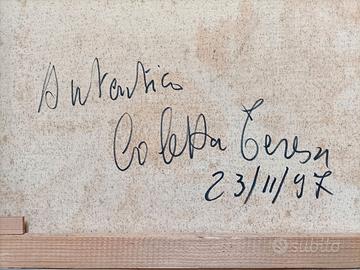 Autentico
Coletta Teresa
23/11/97
subito